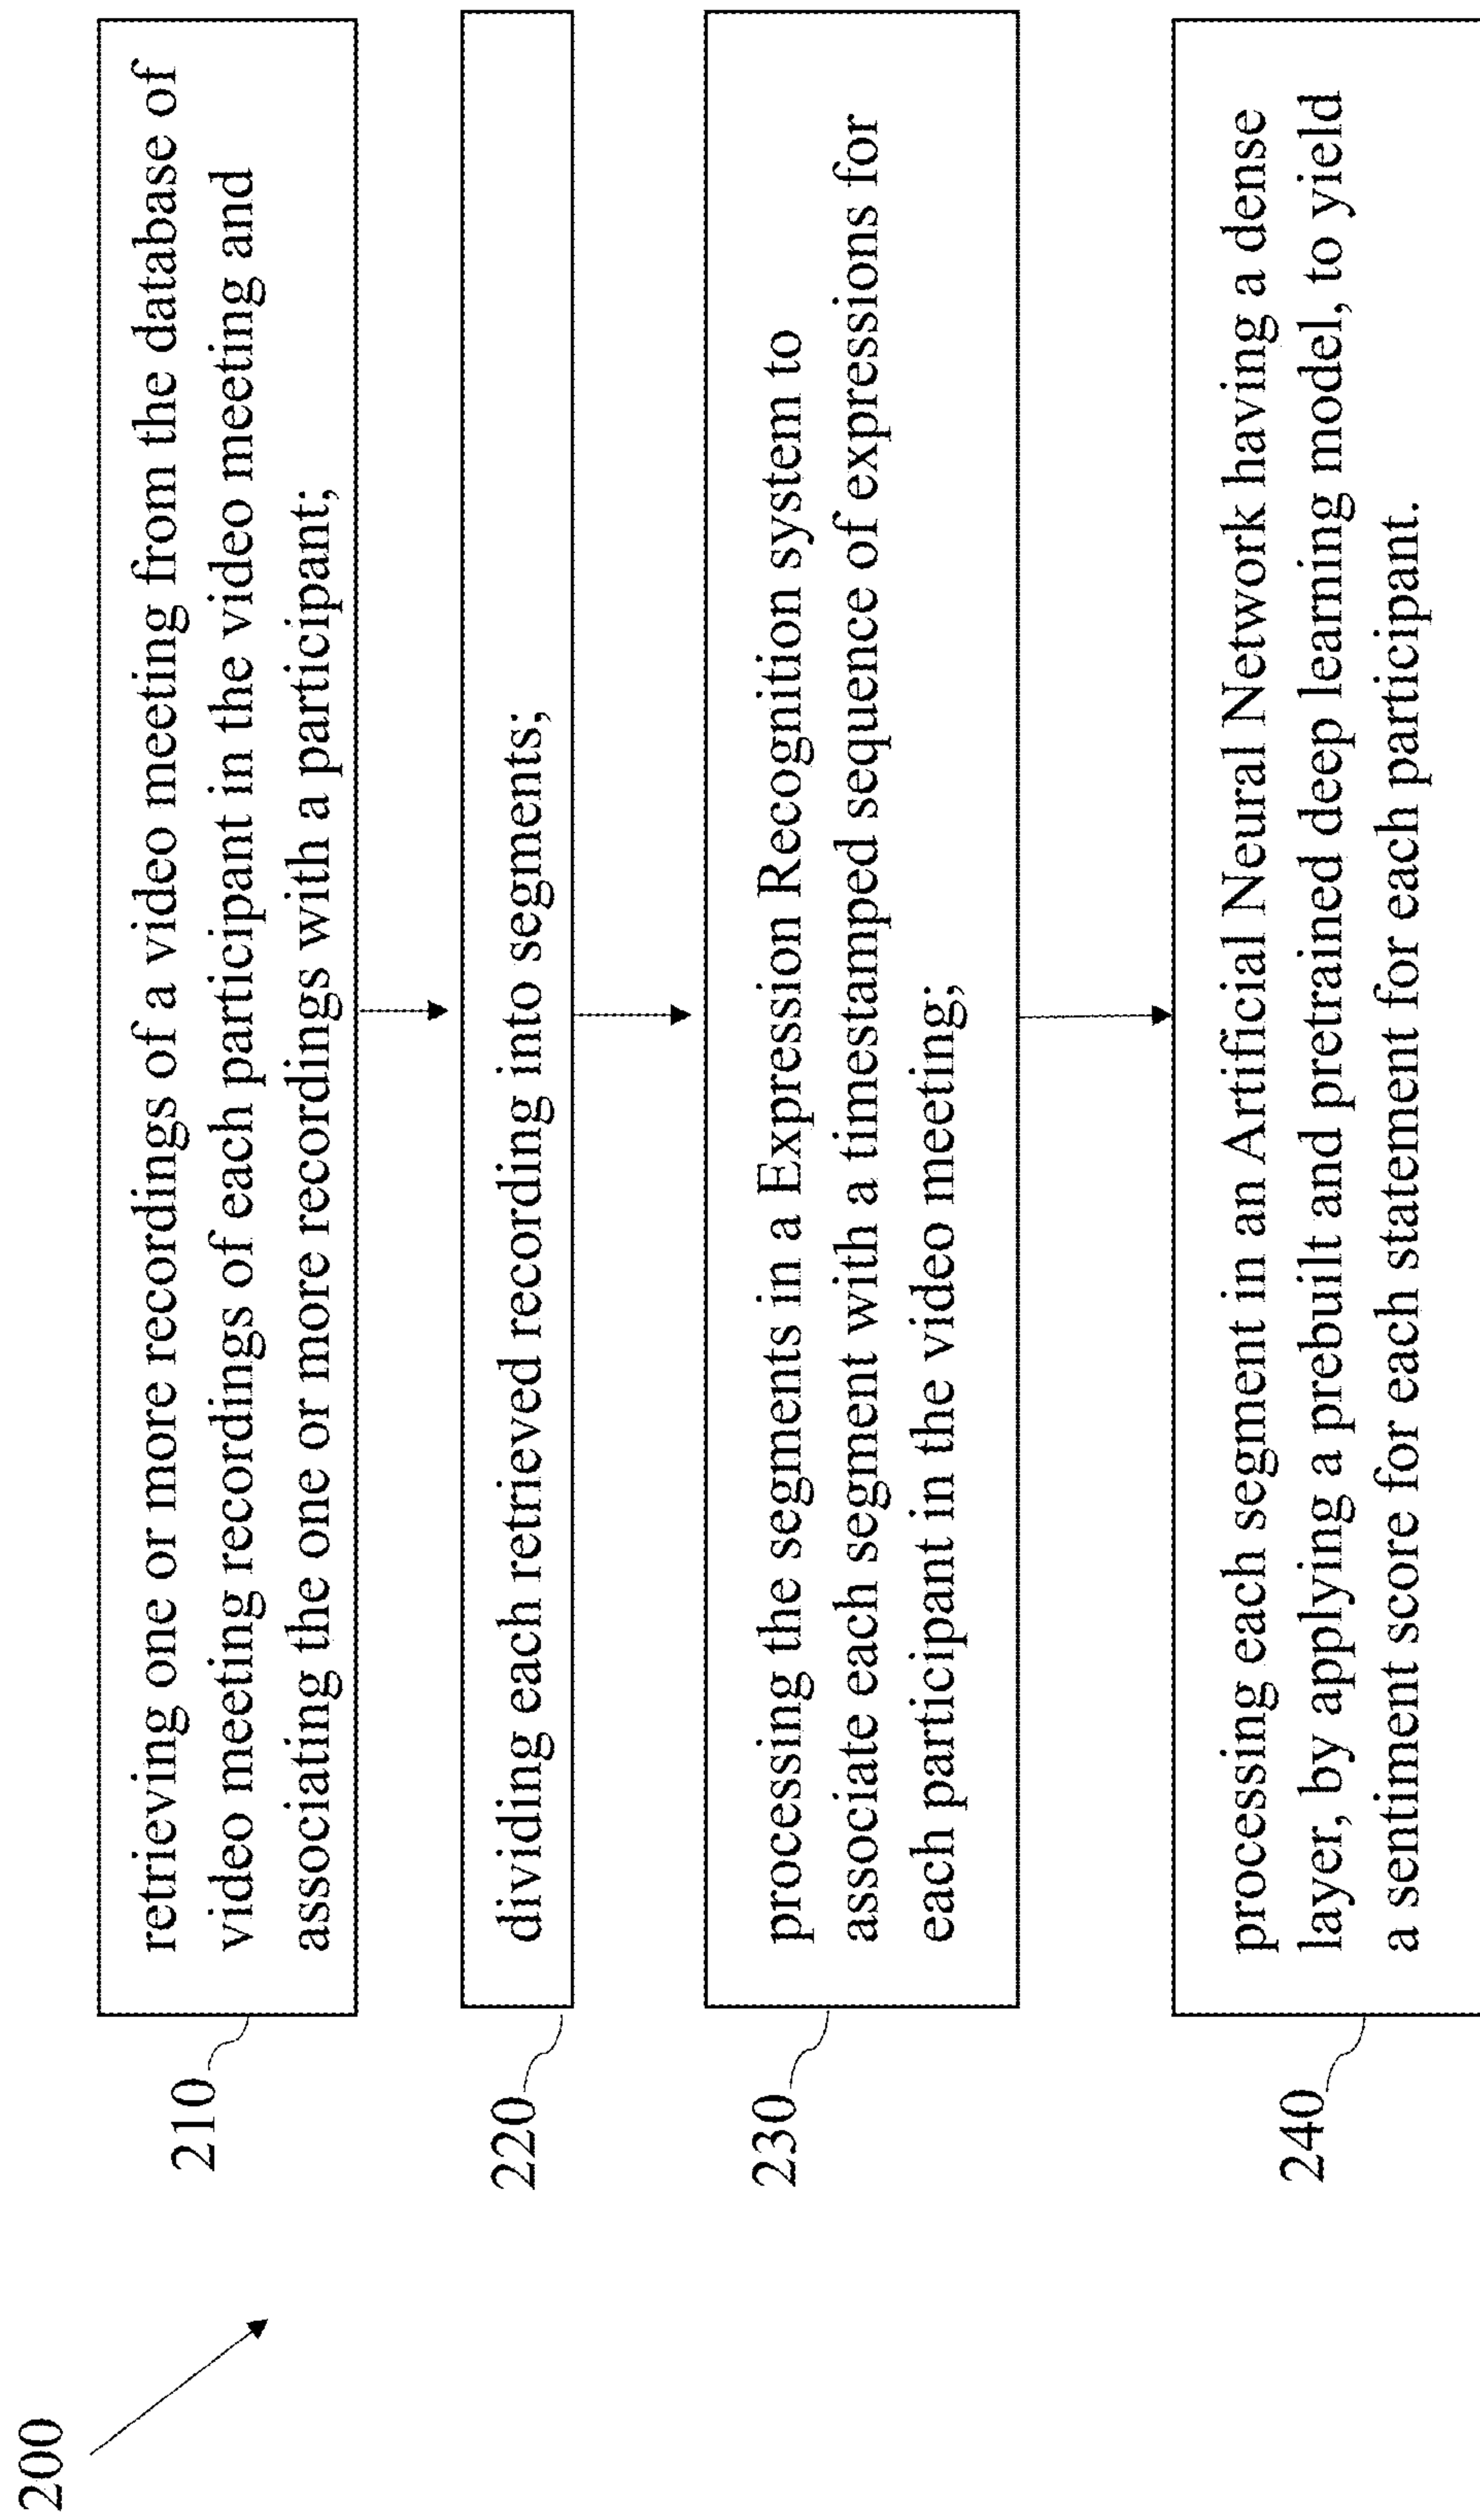 200
210
retrieving one or more recordings of a video meeting from the database of
video meeting recordings of each participant in the video meeting and
associating the one or more recordings with a participant;
220
dividing each retrieved recording into segments;
230
processing the segments in a Expression Recognition system to
associate each segment with a timestamped sequence of expressions for
each participant in the video meeting;
240
processing each segment in an Artificial Neural Network having a dense
layer, by applying a prebuilt and pretrained deep learning model, to yield
a sentiment score for each statement for each participant.